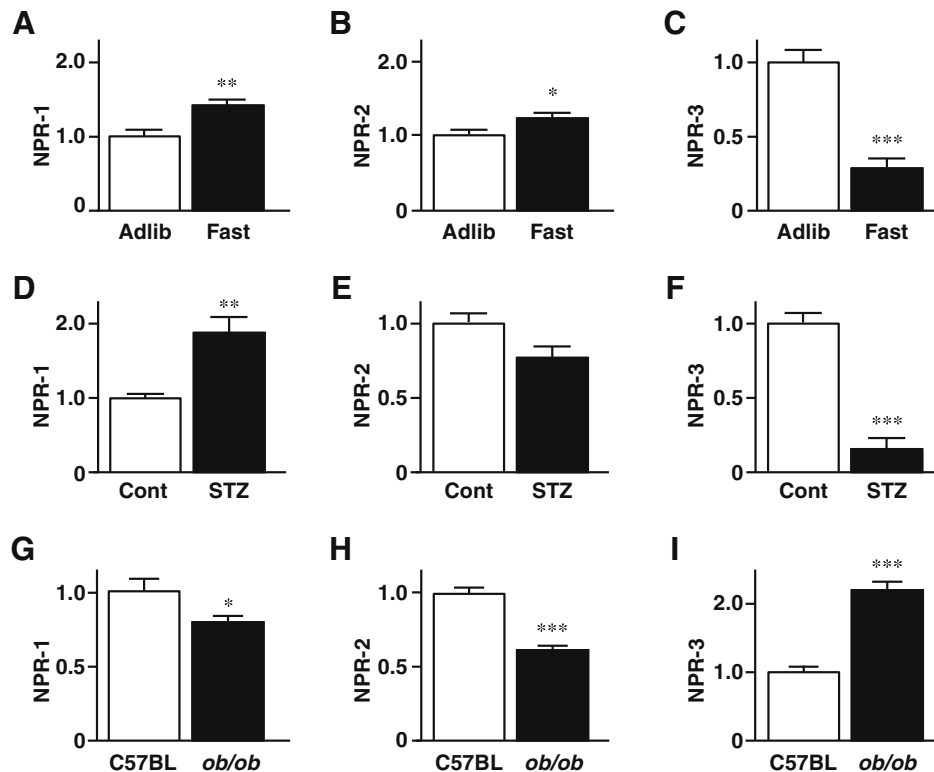 A
NPR-1
2.0
1.0
0
**
Adlib Fast
B
NPR-2
2.0
1.0
0
*
Adlib Fast
C
NPR-3
1.0
0.5
0
***
Adlib Fast
D
NPR-1
2.0
1.0
0
**
Cont STZ
E
NPR-2
1.0
0.5
0
Cont STZ
F
NPR-3
1.0
0.5
0
***
Cont STZ
G
NPR-1
1.0
0.5
0
*
C57BL ob/ob
H
NPR-2
1.0
0.5
0
***
C57BL ob/ob
I
NPR-3
2.0
1.0
0
***
C57BL ob/ob